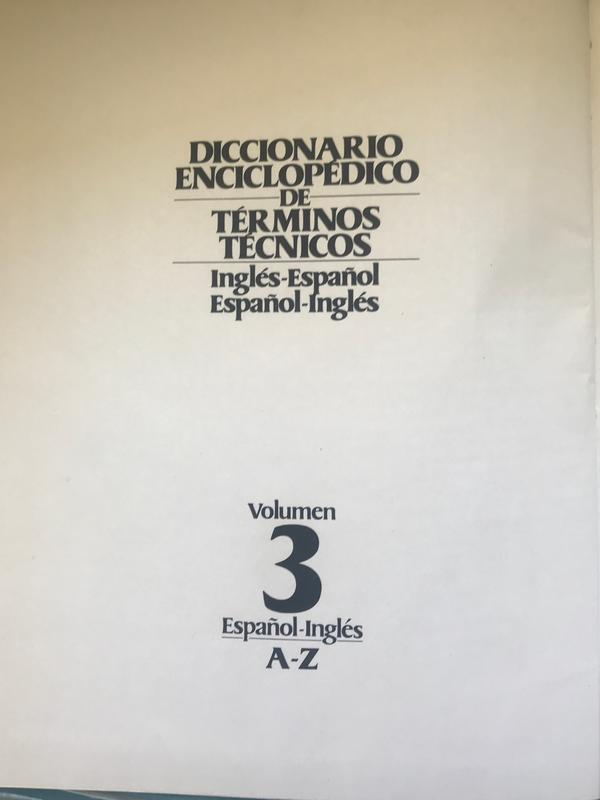 DICCIONARIO
ENCICLOPÉDICO
DE
TÉRMINOS
TÉCNICOS
Inglés-Español
Español-Inglés
Volumen
3
Español-Inglés
A-Z